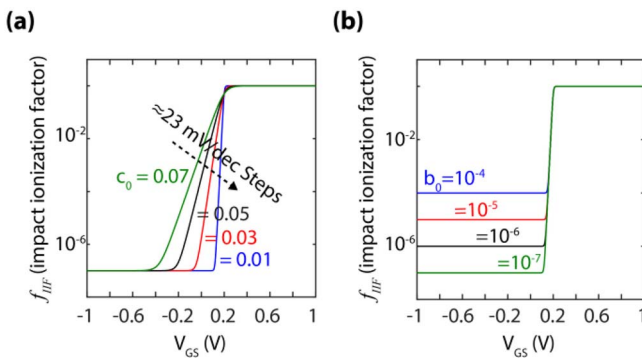 (a)
f_IIF (impact ionization factor)
10^-2
10^-6
≈23 mV/dec Steps
c_0 = 0.07
= 0.05
= 0.03
= 0.01
-1 -0.6 -0.2 0.2 0.6 1
V_GS (V)
(b)
f_IIF (impact ionization factor)
10^-2
10^-6
b_0=10^-4
=10^-5
=10^-6
=10^-7
-1 -0.6 -0.2 0.2 0.6 1
V_GS (V)